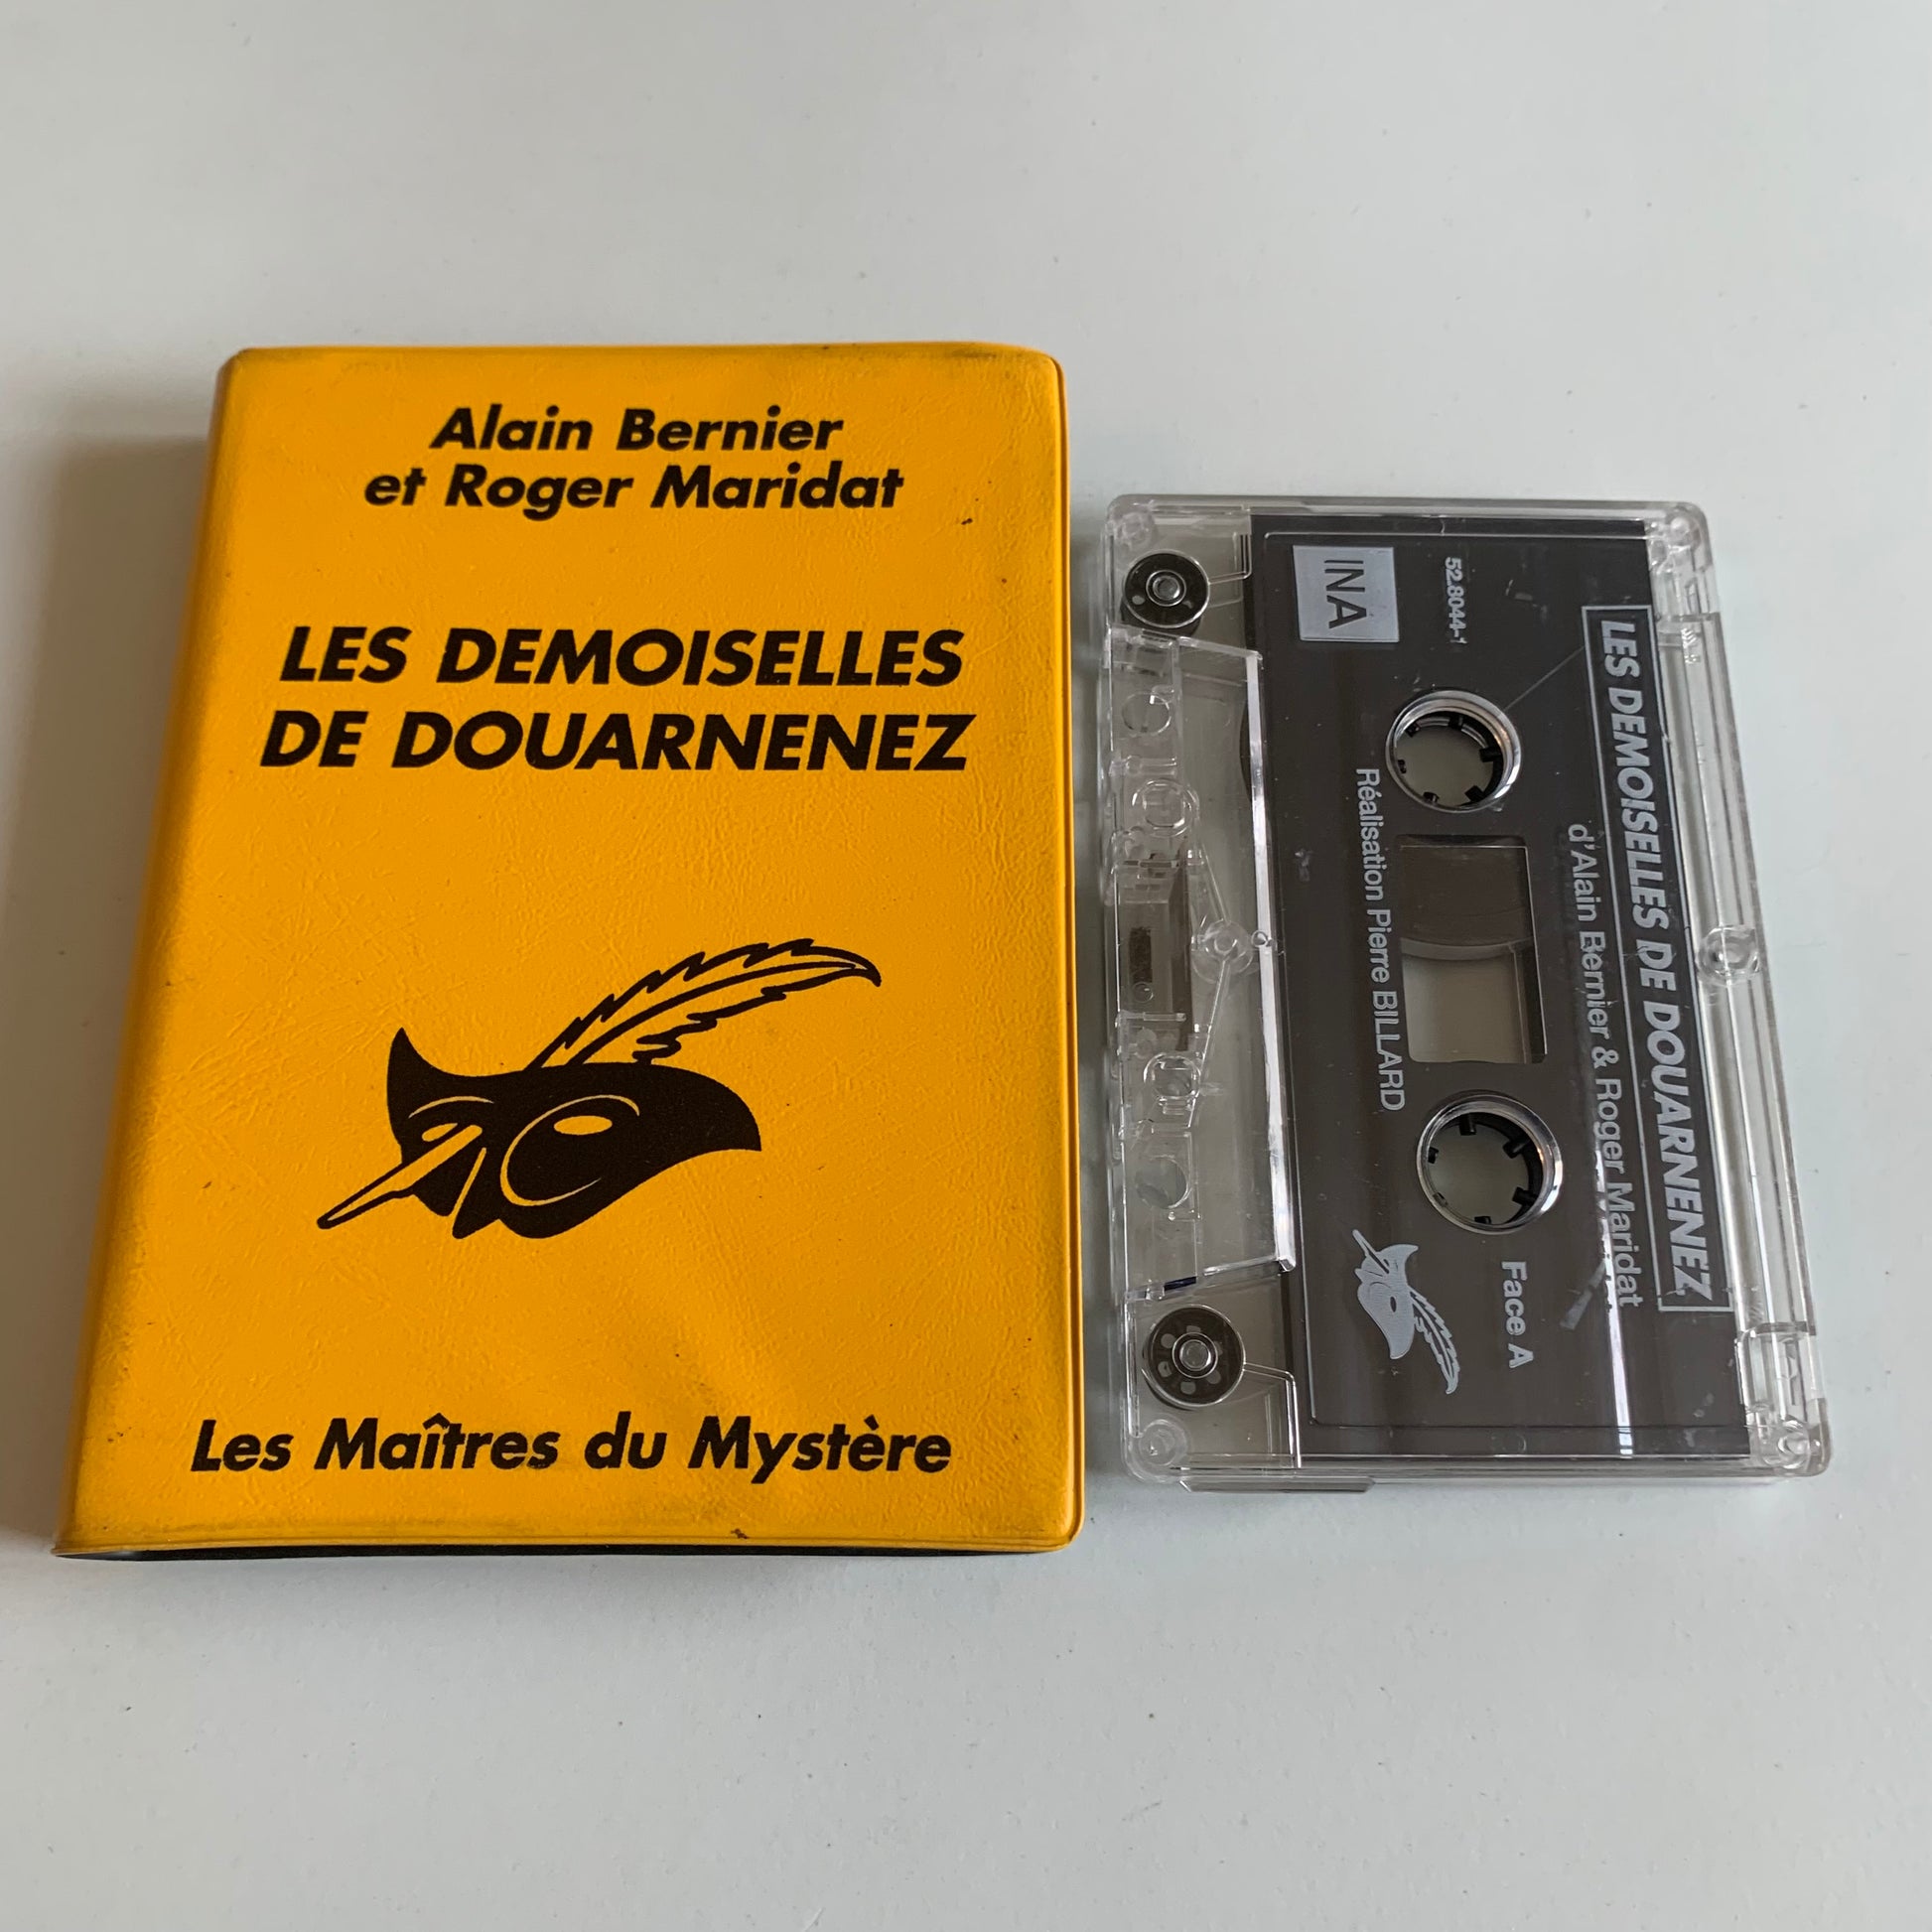 Alain Bernier
et Roger Maridat
LES DEMOISELLES
DE DOUARNENEZ
Les Maîtres du Mystère
LES DEMOISELLES DE DOUARNENEZ
d'Alain Bernier & Roger Maridat
52.8044-1
Face A
INA
Réalisation Pierre BILLARD